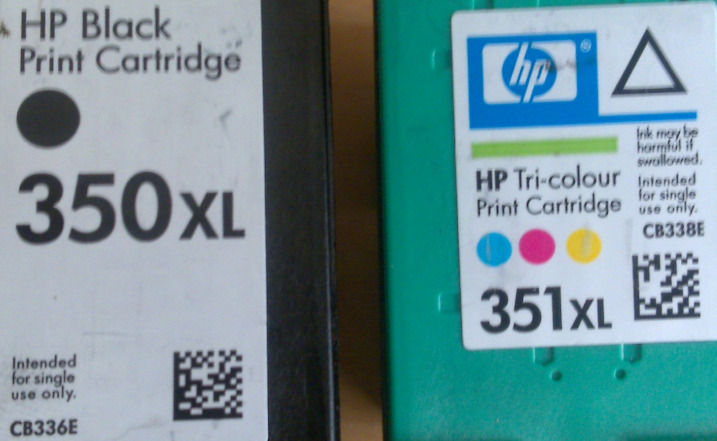 HP Black
Print Cartridge
350XL
Intended
for single
use only.
CB336E
hp
®
Ink may be
harmful if
swallowed.
HP Tri-colour
Print Cartridge
Intended
for single
use only.
CB338E
351XL